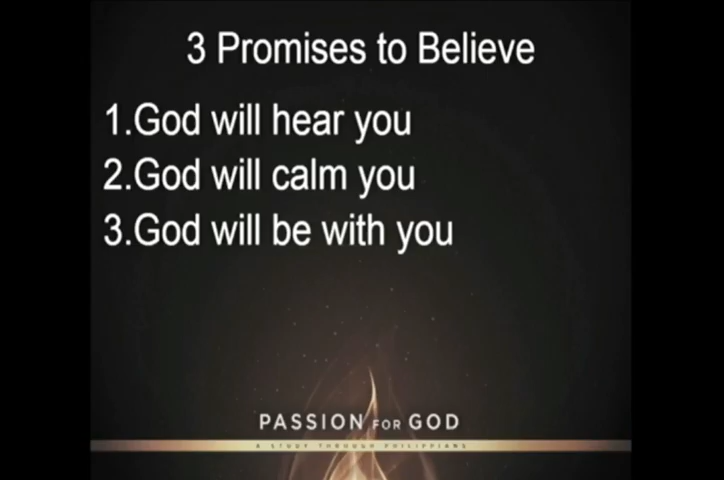 3 Promises to Believe
1.God will hear you
2.God will calm you
3.God will be with you
PASSION FOR GOD
A STUDY THROUGH PHILIPPIANS